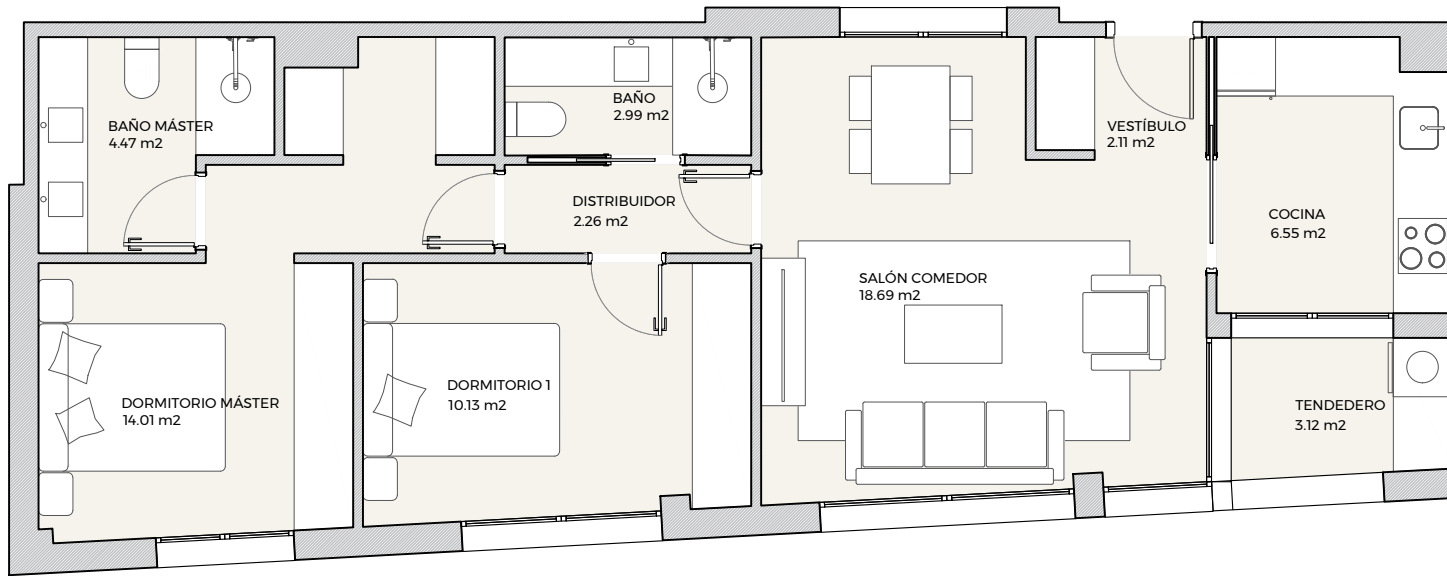 BAÑO MÁSTER
4.47 m2
BAÑO
2.99 m2
VESTÍBULO
2.11 m2
DISTRIBUIDOR
2.26 m2
COCINA
6.55 m2
SALÓN COMEDOR
18.69 m2
DORMITORIO MÁSTER
14.01 m2
DORMITORIO 1
10.13 m2
TENDEDERO
3.12 m2